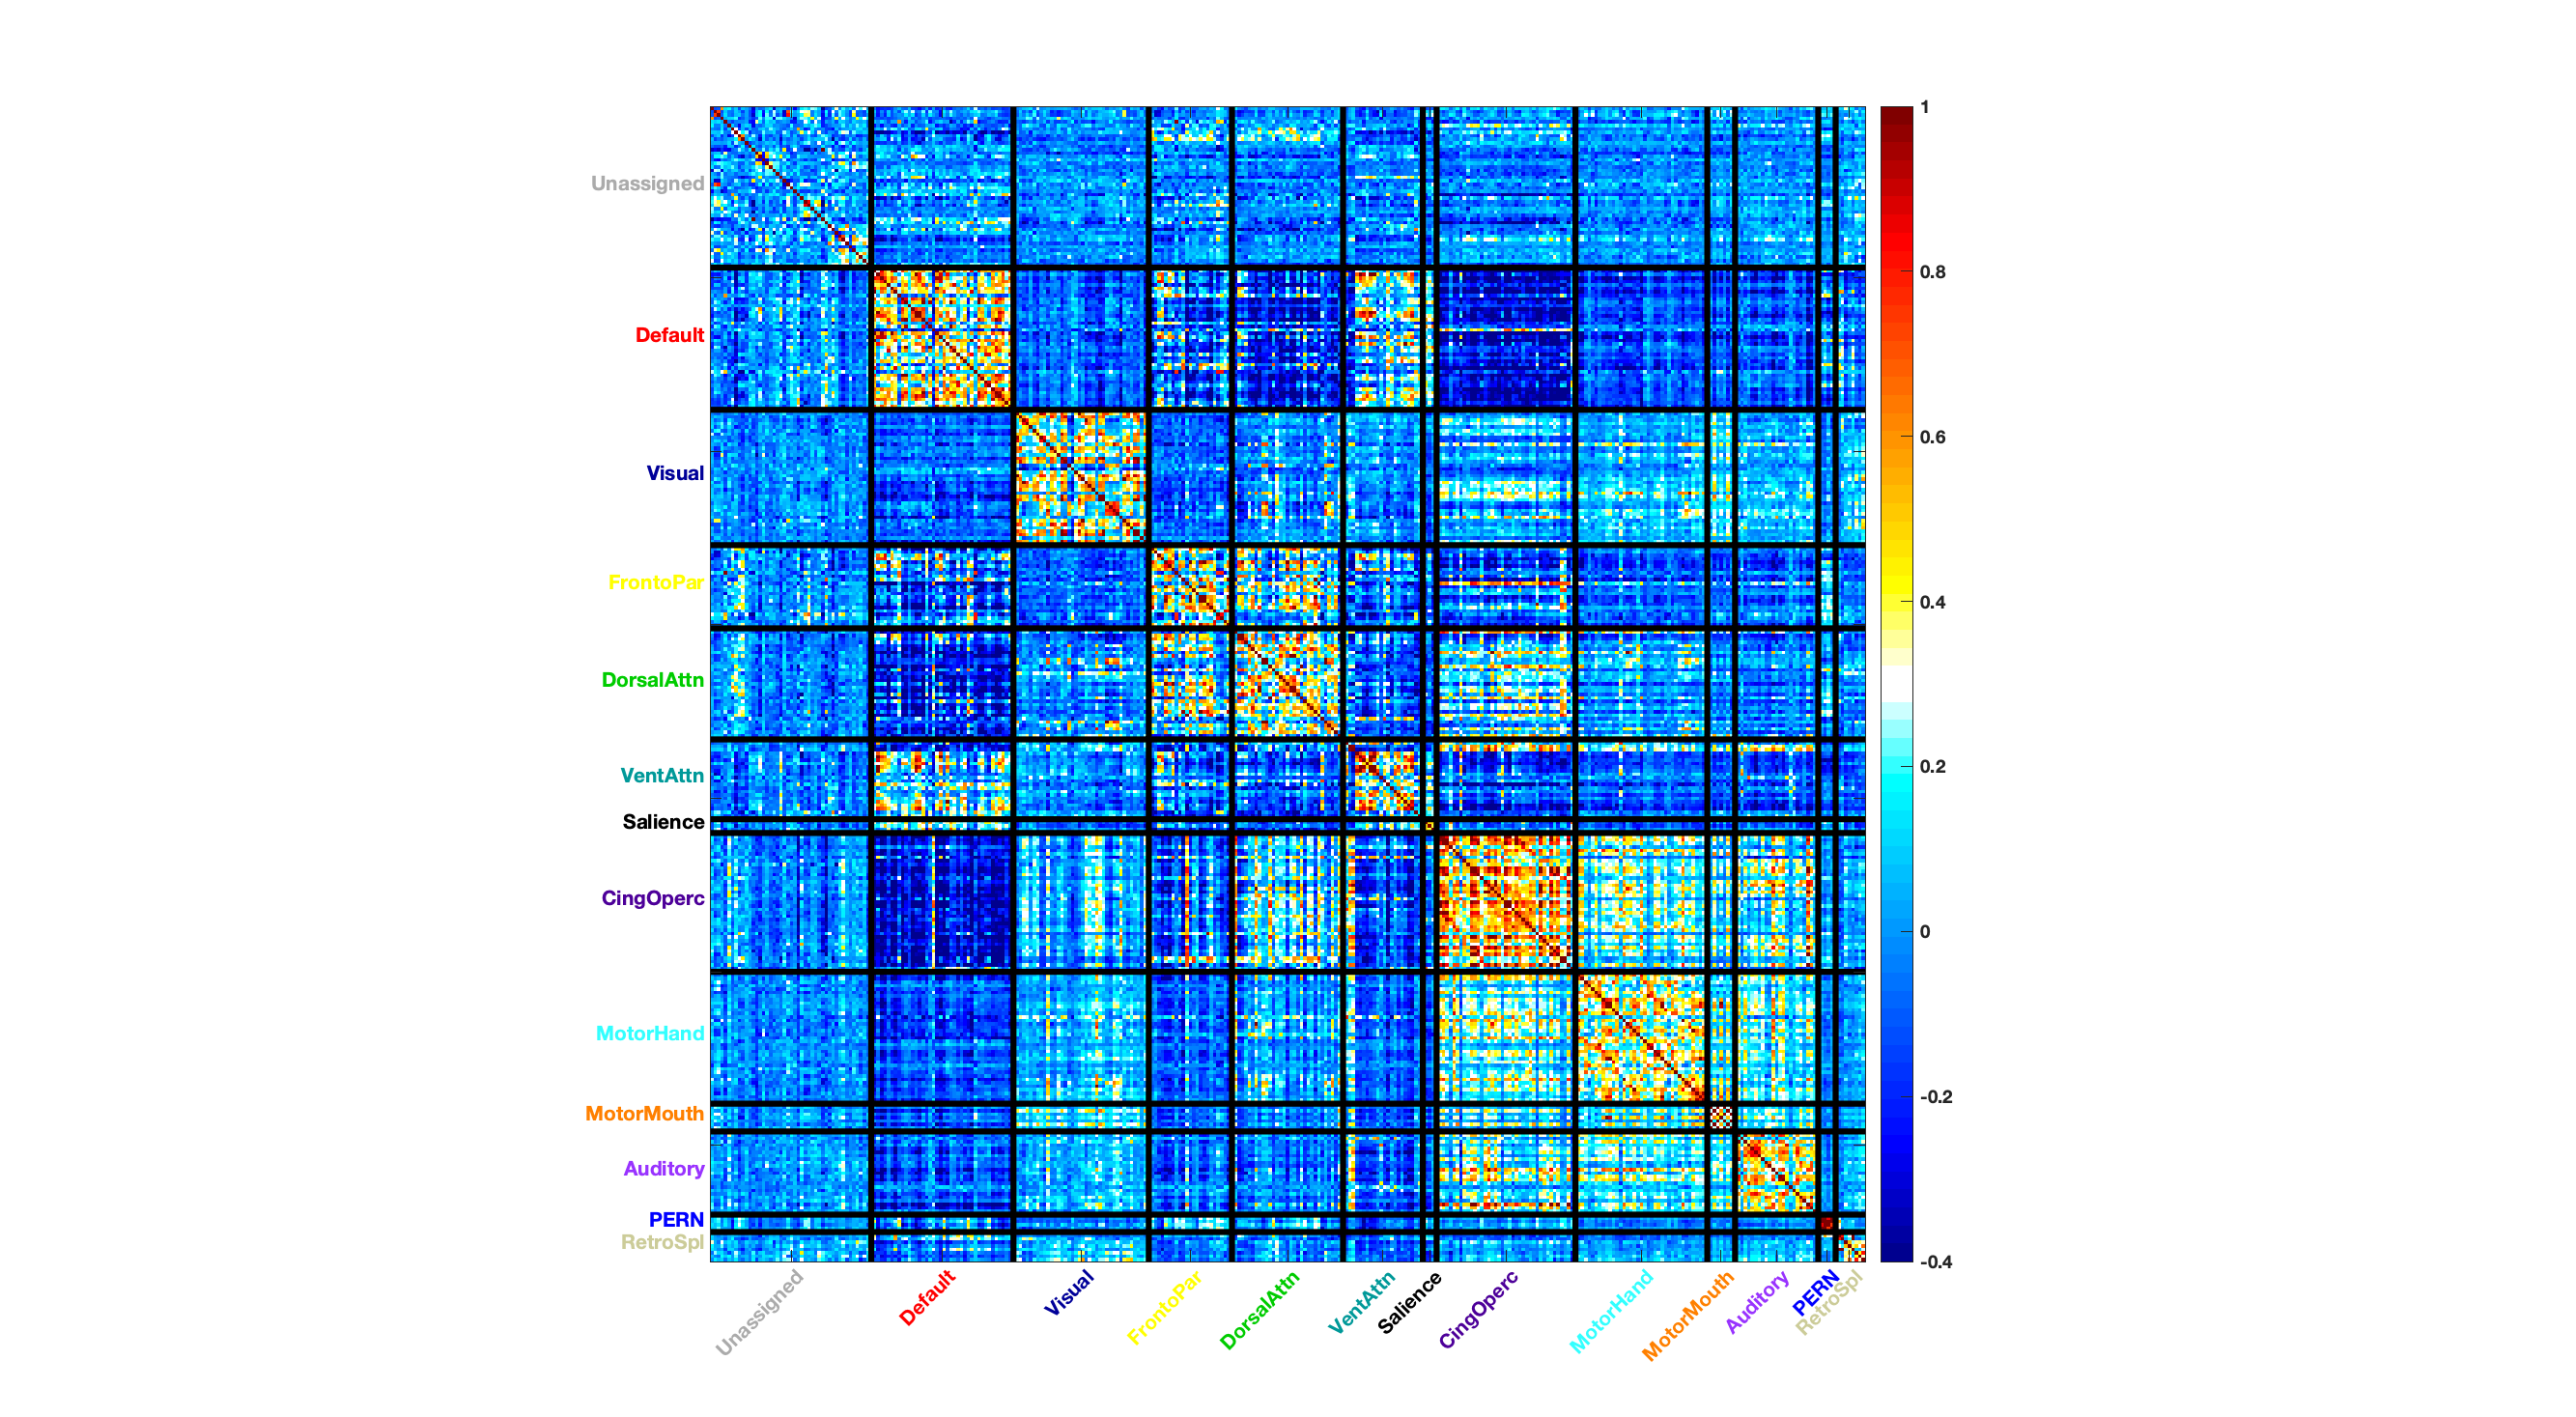 Unassigned
Default
Visual
FrontoPar
DorsalAttn
VentAttn
Salience
CingOperc
MotorHand
MotorMouth
Auditory
PERN
RetroSpl
Unassigned
Default
Visual
FrontoPar
DorsalAttn
VentAttn
Salience
CingOperc
MotorHand
MotorMouth
Auditory
PERN
RetroSpl
1
0.8
0.6
0.4
0.2
0
-0.2
-0.4